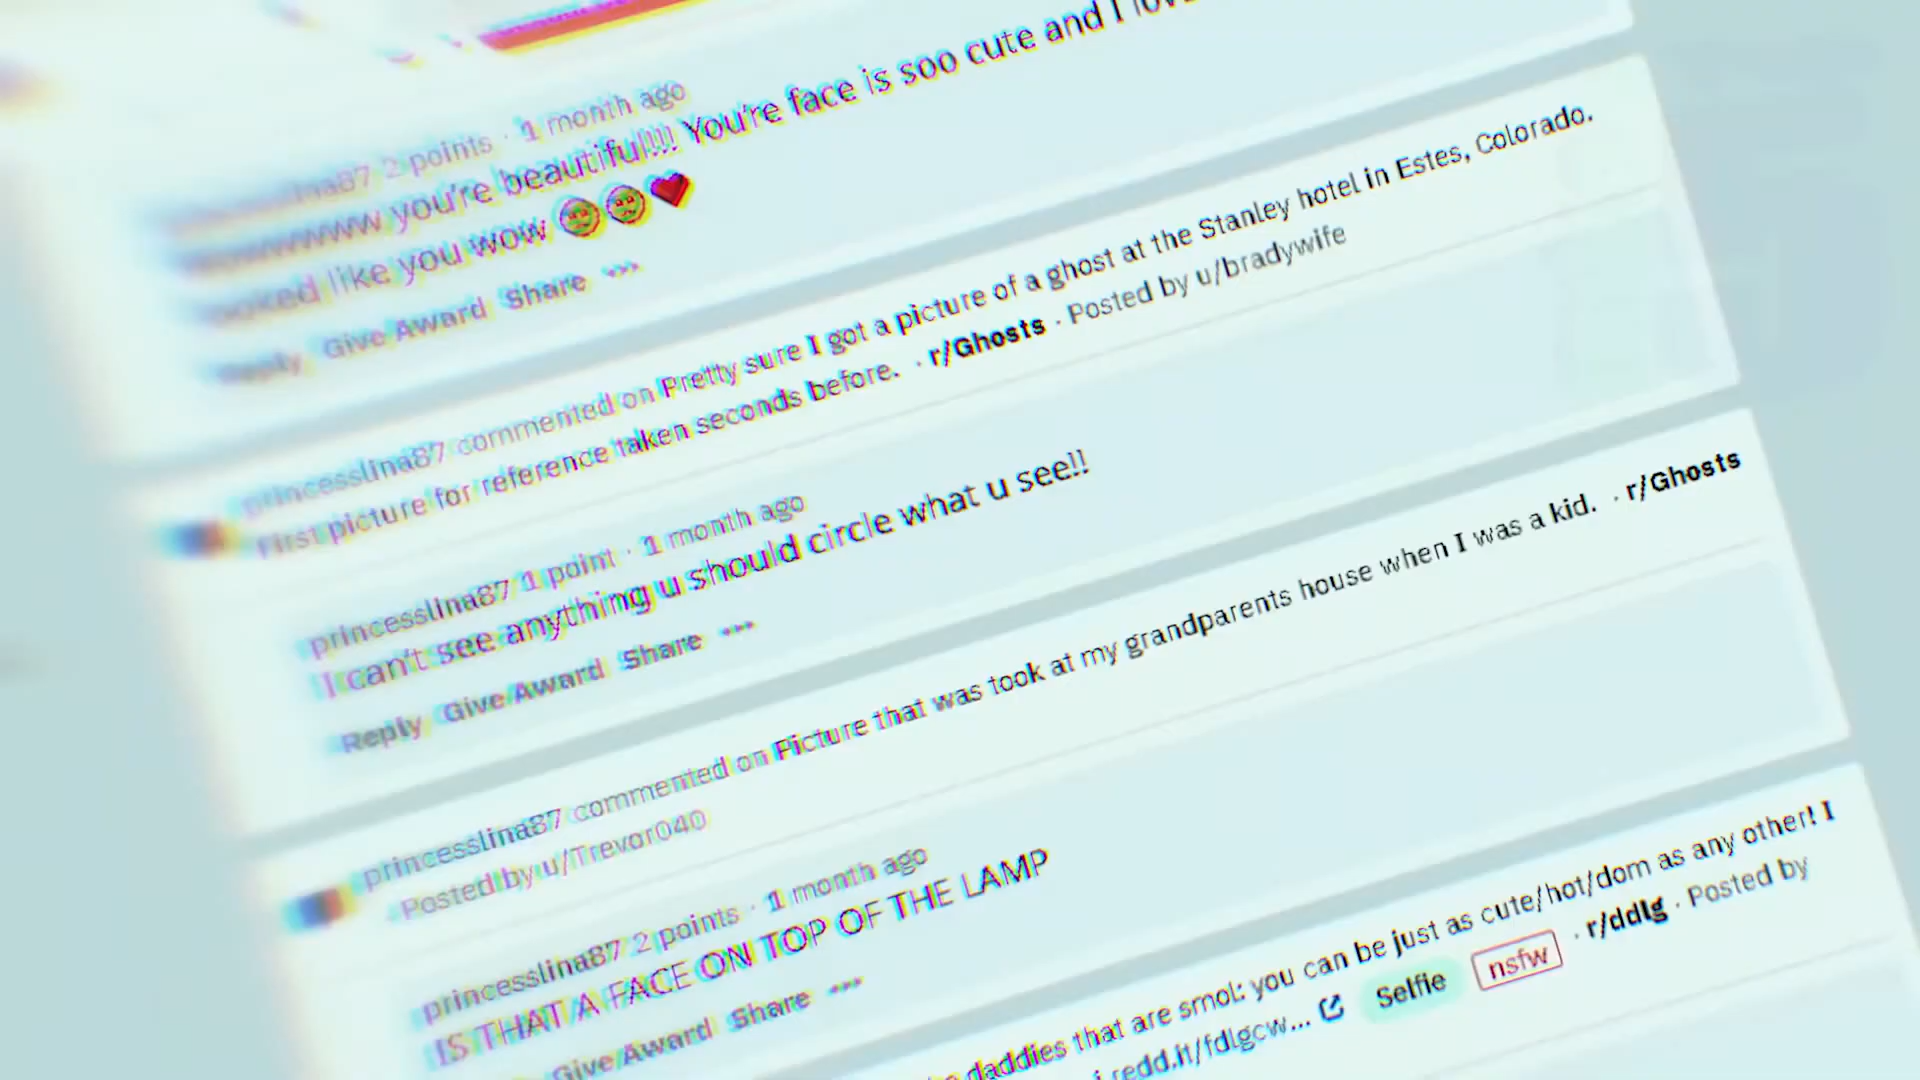 2 points · 1 month ago
you're beautiful!!!! You're face is soo cute and I
like you wow 😊😊❤
Reply Give Award Share ...
princesslina87 commented on Pretty sure I got a picture of a ghost at the Stanley hotel in Estes, Colorado.
First picture for reference taken seconds before. · r/Ghosts · Posted by u/bradywife
princesslina87 1 point · 1 month ago
I can't see anything u should circle what u see!!
Reply Give Award Share ...
princesslina87 commented on Picture that was took at my grandparents house when I was a kid. · r/Ghosts
Posted by u/Trevor040
princesslina87 2 points · 1 month ago
IS THAT A FACE ON TOP OF THE LAMP
Give Award Share ...
daddies that are smol: you can be just as cute/hot/dom as any other! I
i.redd.it/fdlgcw... Selfie nsfw · r/ddlg · Posted by